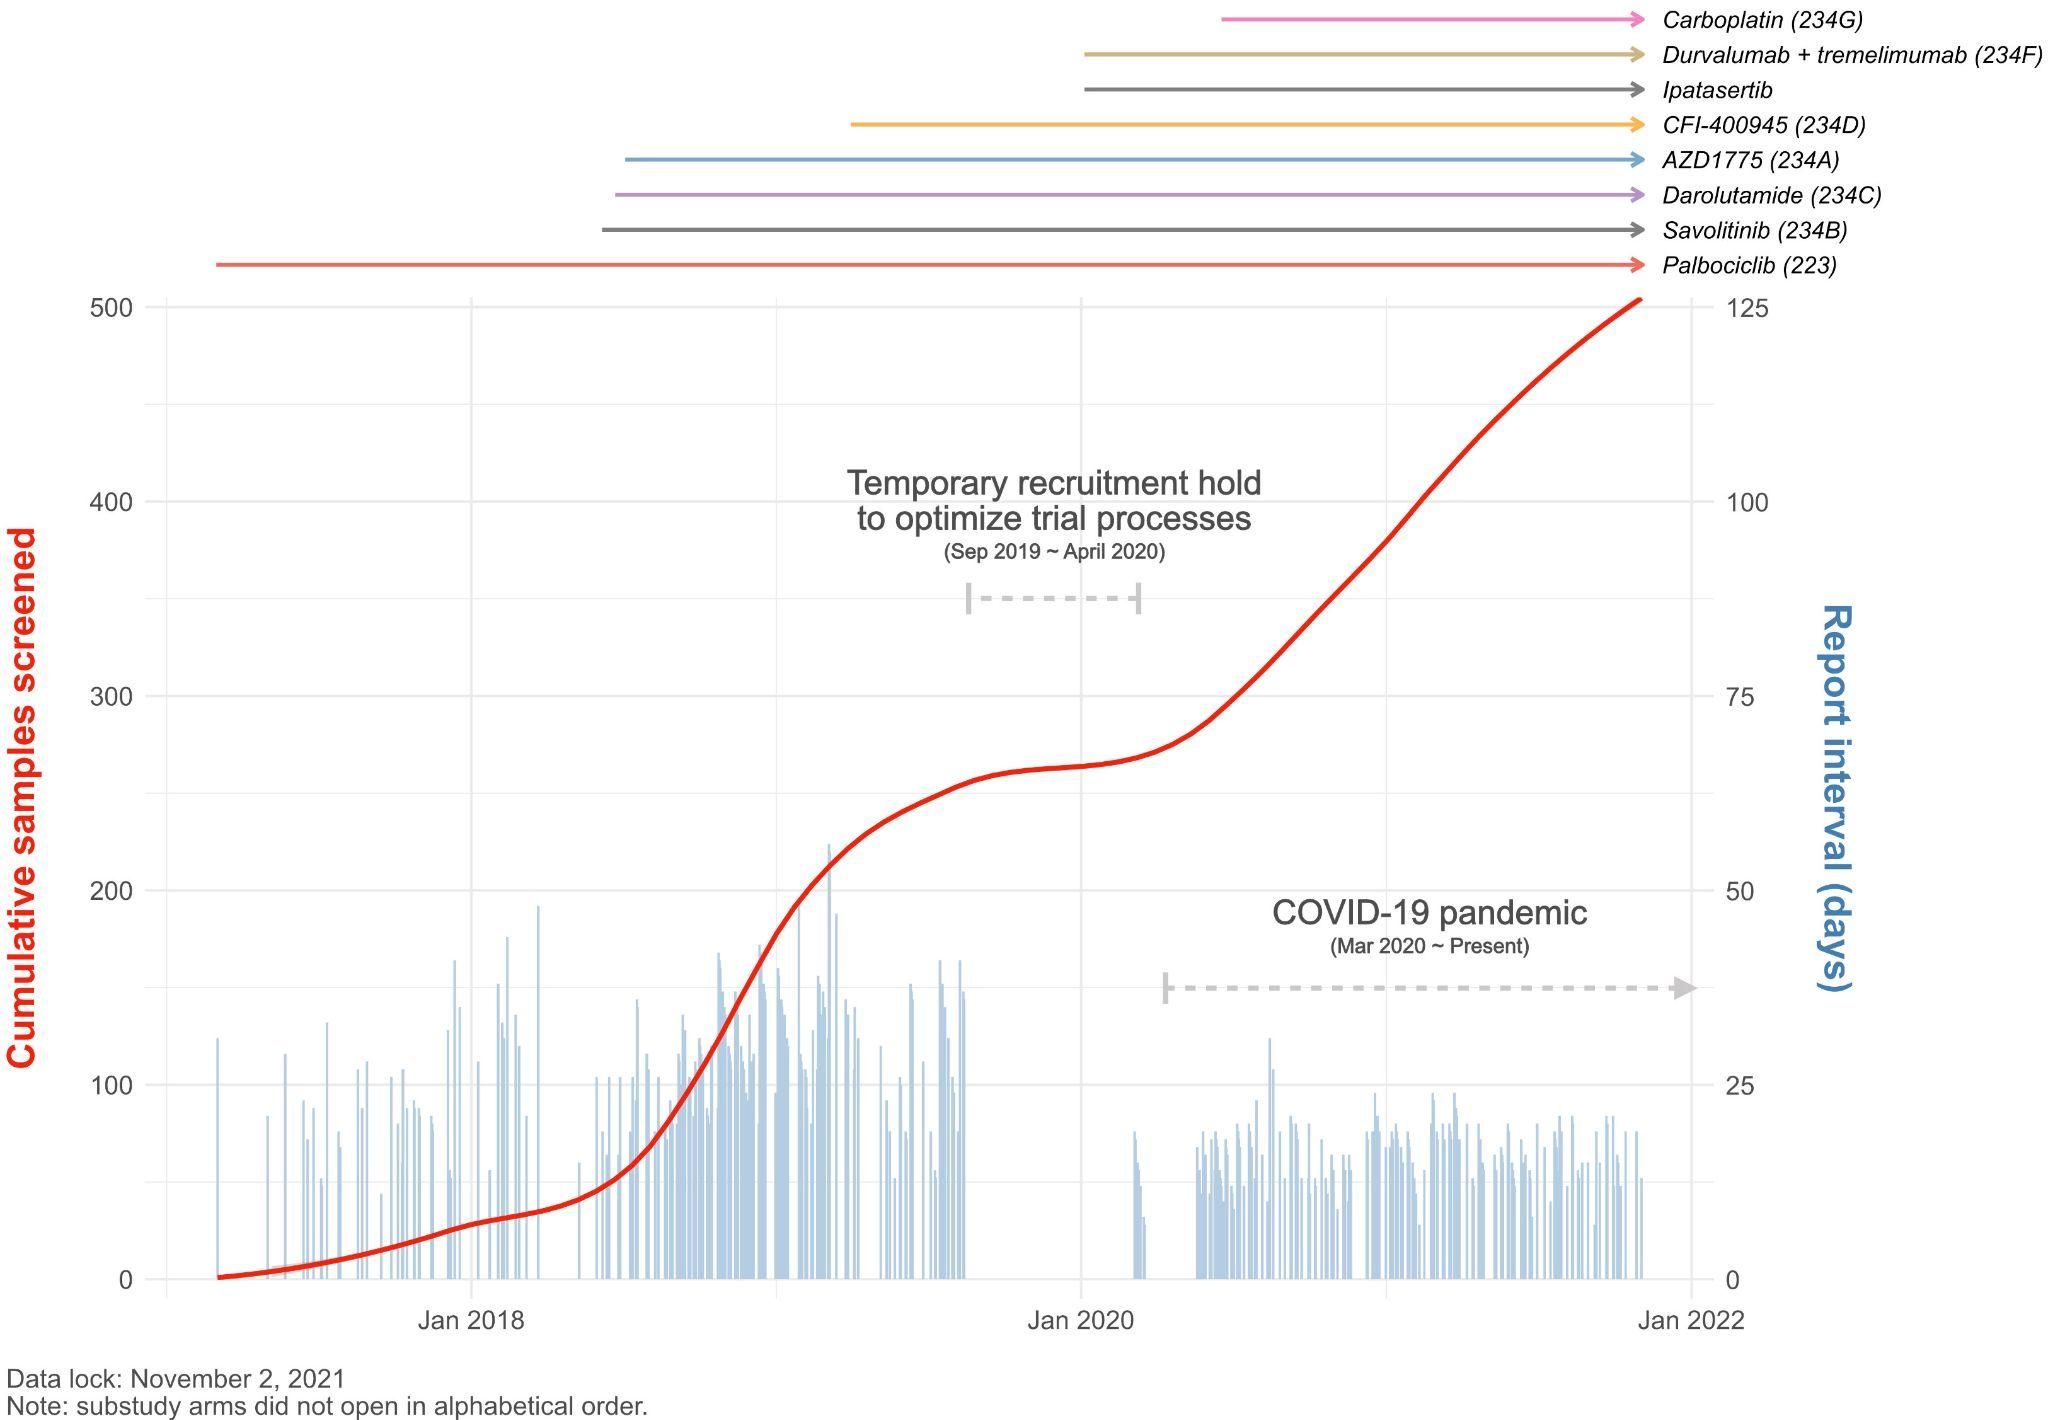 Carboplatin (234G)
Durvalumab + tremelimumab (234F)
Ipatasertib
CFI-400945 (234D)
AZD1775 (234A)
Darolutamide (234C)
Savolitinib (234B)
Palbociclib (223)
500
400
300
200
100
0
125
100
75
50
25
0
Cumulative samples screened
Report interval (days)
Temporary recruitment hold
to optimize trial processes
(Sep 2019 ~ April 2020)
COVID-19 pandemic
(Mar 2020 ~ Present)
Jan 2018
Jan 2020
Jan 2022
Data lock: November 2, 2021
Note: substudy arms did not open in alphabetical order.